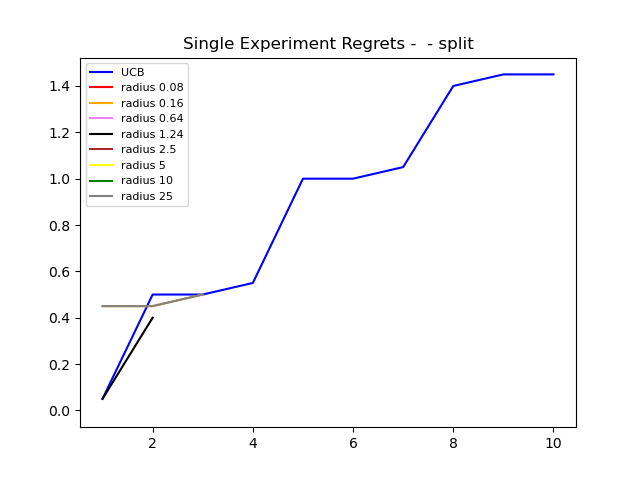 Single Experiment Regrets -  - split
UCB
radius 0.08
radius 0.16
radius 0.64
radius 1.24
radius 2.5
radius 5
radius 10
radius 25
1.4
1.2
1.0
0.8
0.6
0.4
0.2
0.0
2 4 6 8 10